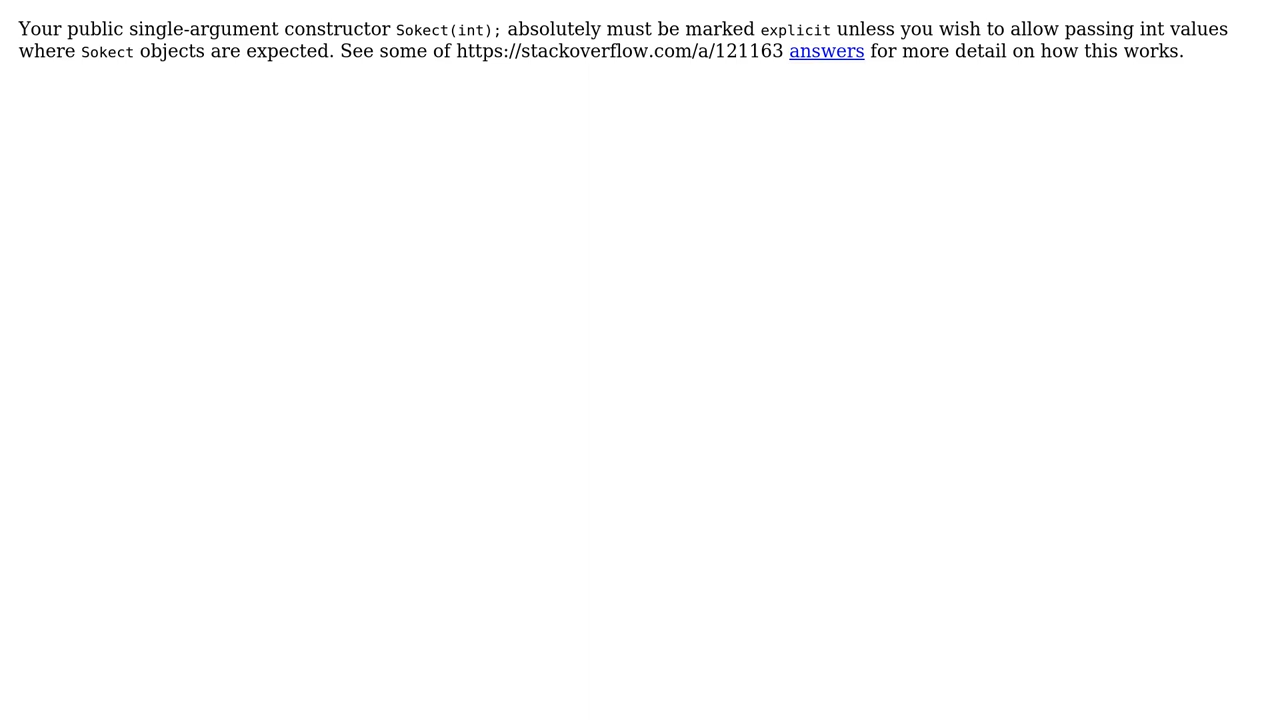 Your public single-argument constructor Sokect(int); absolutely must be marked explicit unless you wish to allow passing int values
where Sokect objects are expected. See some of https://stackoverflow.com/a/121163 answers for more detail on how this works.